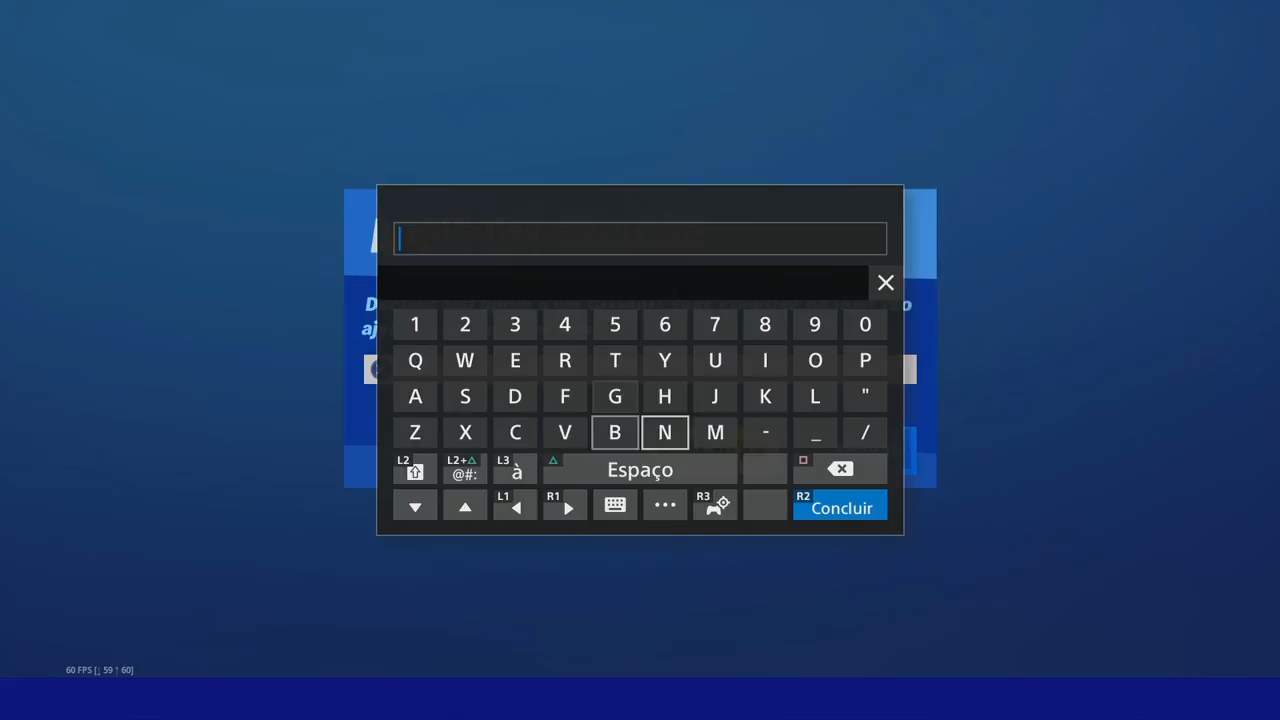 1 2 3 4 5 6 7 8 9 0
Q W E R T Y U I O P
A S D F G H J K L "
Z X C V B N M - _ /
L2 L2+△ @#: L3 à △ Espaço □
L1 R1 ... R3 R2 Concluir
60 FPS [↓ 59 ↑ 60]